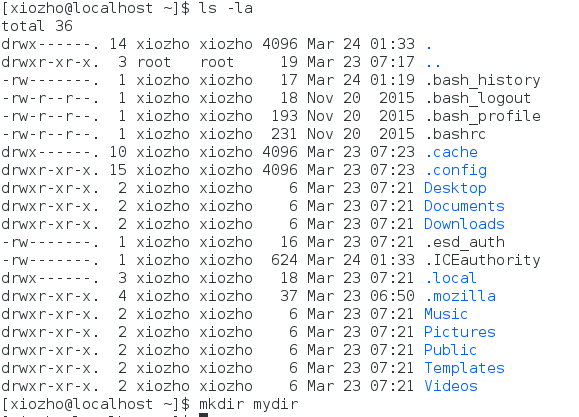 [xiozho@localhost ~]$ ls -la
total 36
drwx------. 14 xiozho xiozho 4096 Mar 24 01:33 .
drwxr-xr-x.  3 root   root     19 Mar 23 07:17 ..
-rw-------.  1 xiozho xiozho   17 Mar 24 01:19 .bash_history
-rw-r--r--.  1 xiozho xiozho   18 Nov 20  2015 .bash_logout
-rw-r--r--.  1 xiozho xiozho  193 Nov 20  2015 .bash_profile
-rw-r--r--.  1 xiozho xiozho  231 Nov 20  2015 .bashrc
drwx------. 10 xiozho xiozho 4096 Mar 23 07:23 .cache
drwxr-xr-x. 15 xiozho xiozho 4096 Mar 23 07:23 .config
drwxr-xr-x.  2 xiozho xiozho    6 Mar 23 07:21 Desktop
drwxr-xr-x.  2 xiozho xiozho    6 Mar 23 07:21 Documents
drwxr-xr-x.  2 xiozho xiozho    6 Mar 23 07:21 Downloads
-rw-------.  1 xiozho xiozho   16 Mar 23 07:21 .esd_auth
-rw-------.  1 xiozho xiozho  624 Mar 24 01:33 .ICEauthority
drwx------.  3 xiozho xiozho   18 Mar 23 07:21 .local
drwxr-xr-x.  4 xiozho xiozho   37 Mar 23 06:50 .mozilla
drwxr-xr-x.  2 xiozho xiozho    6 Mar 23 07:21 Music
drwxr-xr-x.  2 xiozho xiozho    6 Mar 23 07:21 Pictures
drwxr-xr-x.  2 xiozho xiozho    6 Mar 23 07:21 Public
drwxr-xr-x.  2 xiozho xiozho    6 Mar 23 07:21 Templates
drwxr-xr-x.  2 xiozho xiozho    6 Mar 23 07:21 Videos
[xiozho@localhost ~]$ mkdir mydir